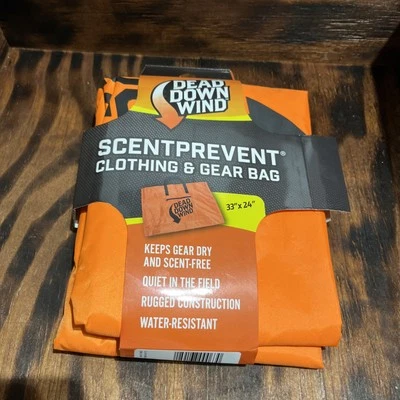 DEAD
DOWN
WIND
SCENTPREVENT®
CLOTHING & GEAR BAG
DEAD
DOWN
WIND
33" x 24"
KEEPS GEAR DRY
AND SCENT-FREE
QUIET IN THE FIELD
RUGGED CONSTRUCTION
WATER-RESISTANT